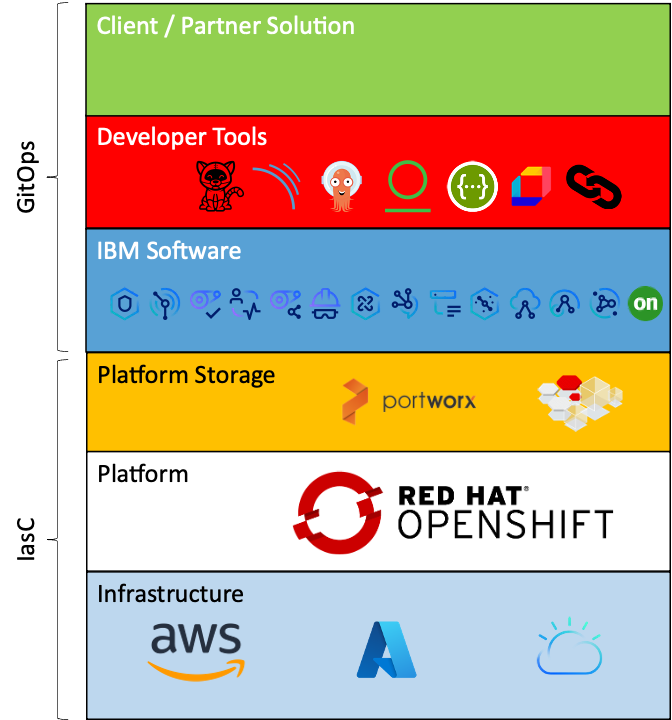 Client / Partner Solution
Developer Tools
GitOps
{...}
IBM Software
on
Platform Storage
portworx
Platform
RED HAT®
OPENSHIFT
IasC
Infrastructure
aws